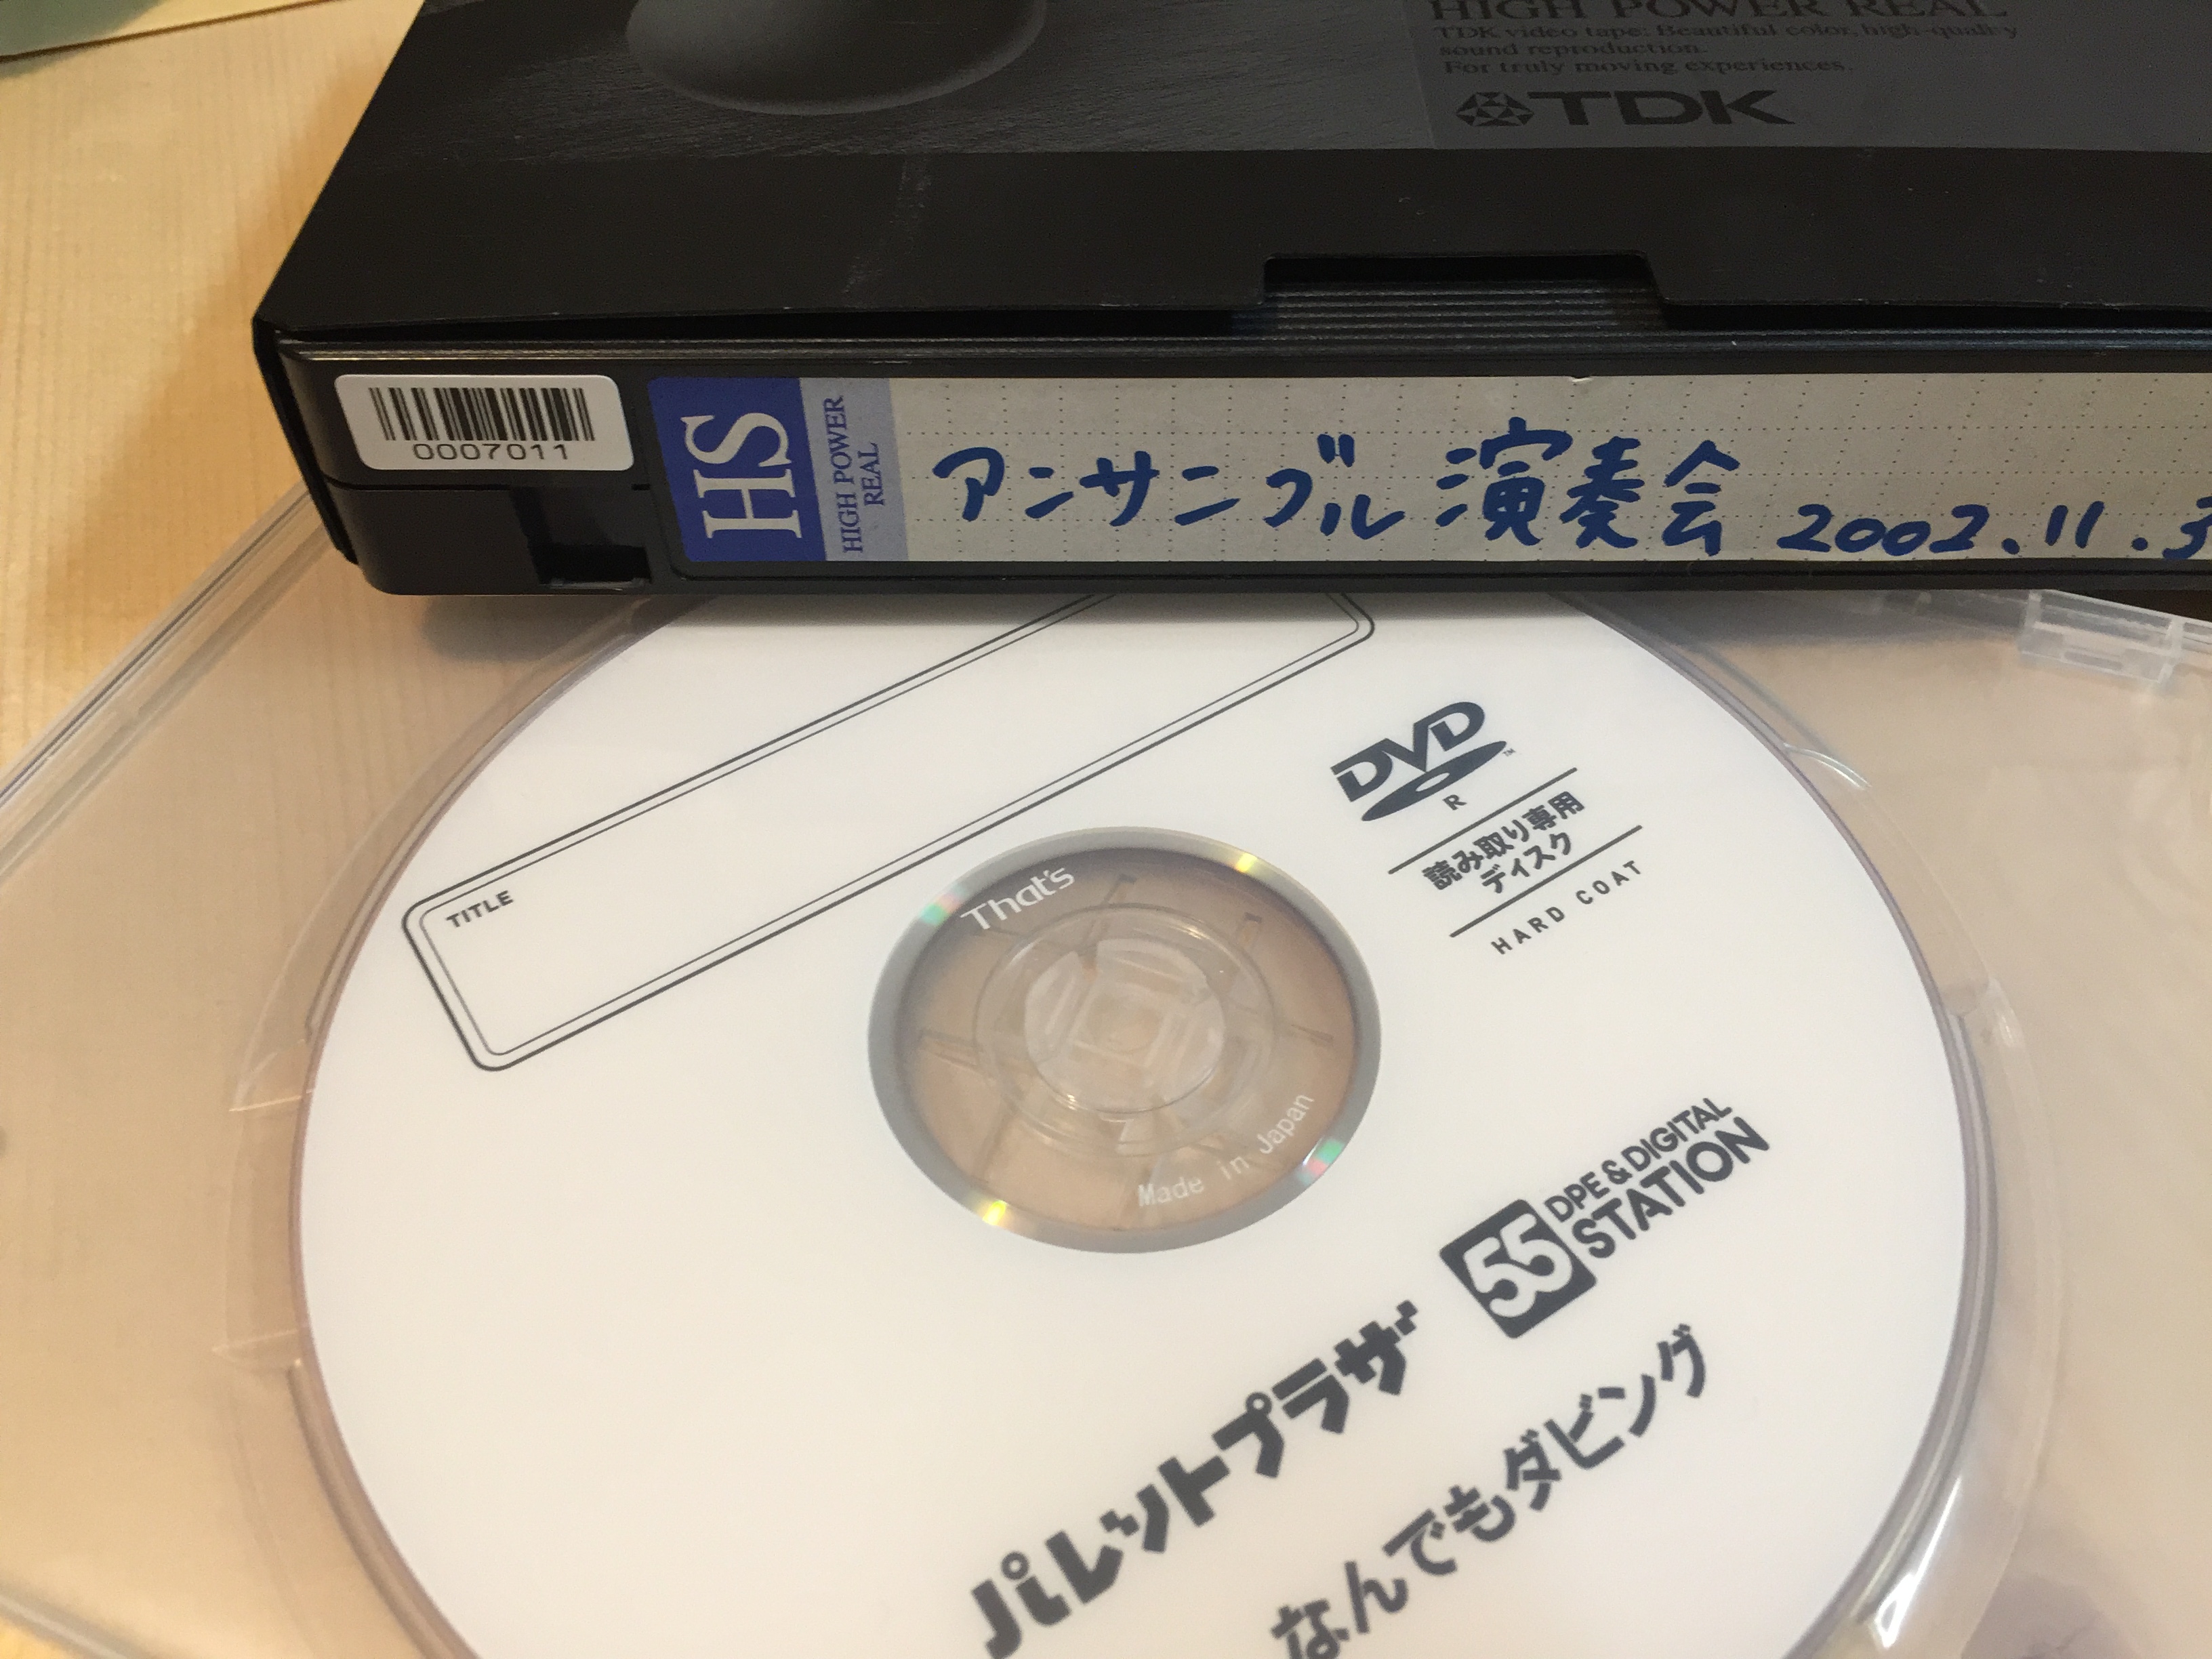 HIGH POWER REAL
TDK video tape: Beautiful color, high-quality
sound reproduction.
For truly moving experiences.
TDK
0007011
HS
HIGH POWER
REAL
アンサンブル 演奏会 2002.11.3
TITLE
DVD
R
読み取り専用
ディスク
HARD COAT
That's
Made in Japan
55 DPE & DIGITAL
STATION
パレットプラザ
なんでもダビング